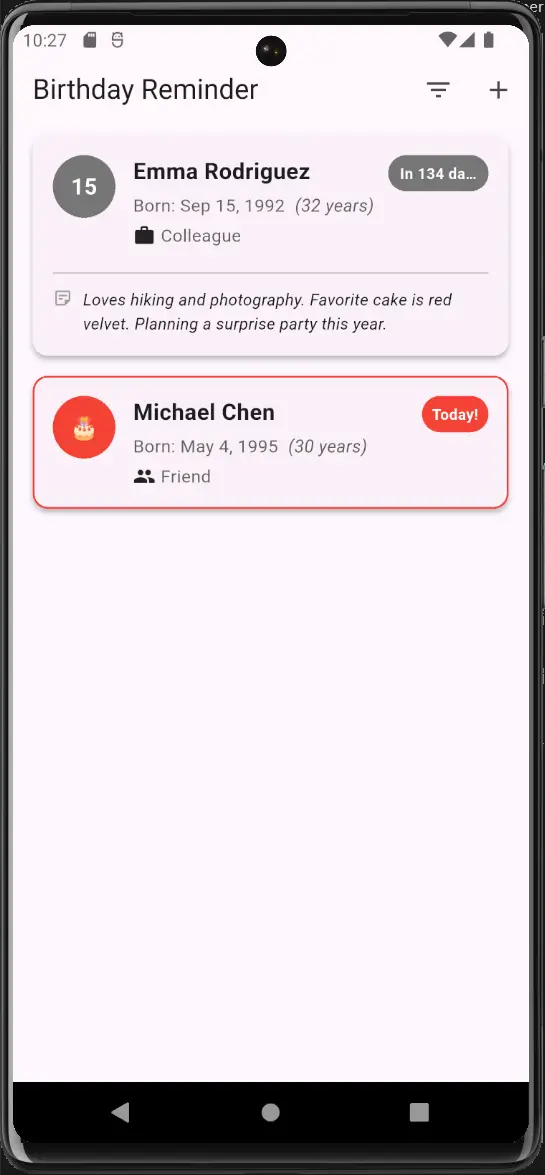 10:27
Birthday Reminder
15
Emma Rodriguez
In 134 da...
Born: Sep 15, 1992 (32 years)
Colleague
Loves hiking and photography. Favorite cake is red
velvet. Planning a surprise party this year.
Michael Chen
Today!
Born: May 4, 1995 (30 years)
Friend